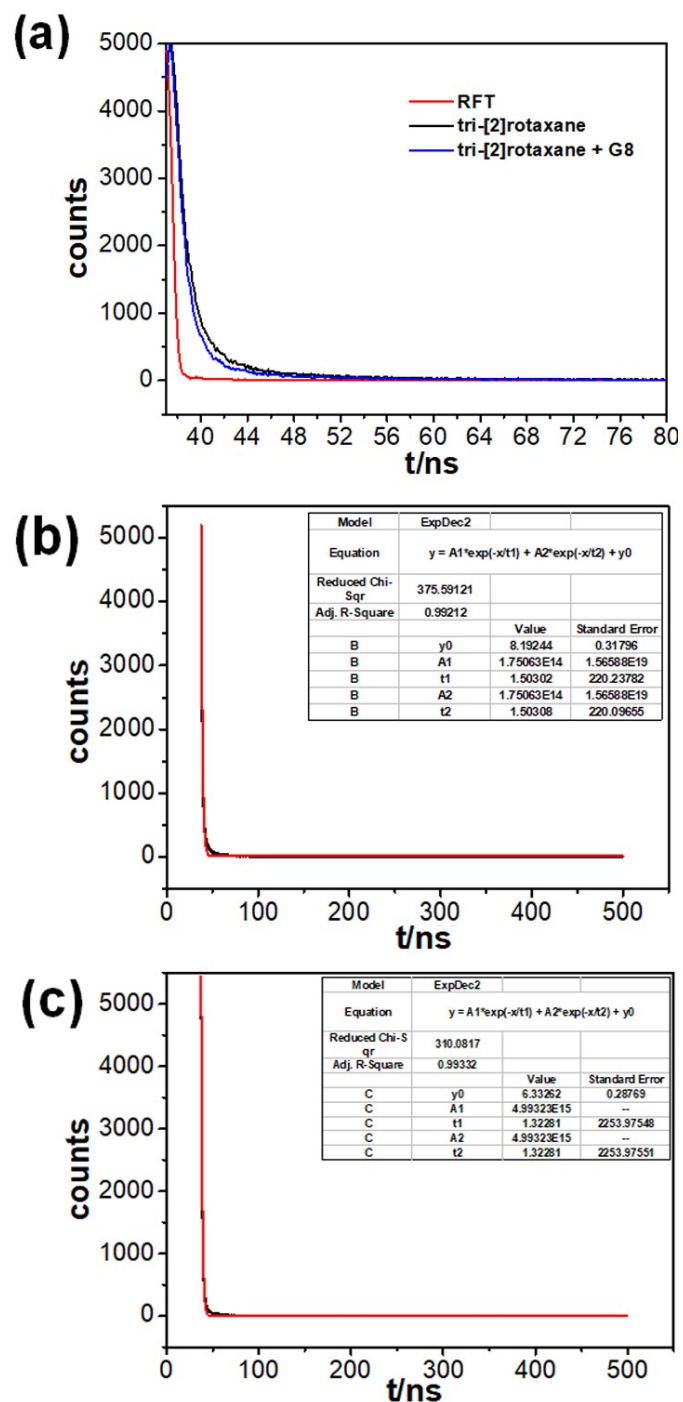 (a)
5000
4000
3000
2000
1000
0
counts
RFT
tri-[2]rotaxane
tri-[2]rotaxane + G8
40 44 48 52 56 60 64 68 72 76 80
t/ns
(b)
5000
4000
3000
2000
1000
0
counts
Model ExpDec2
Equation y = A1*exp(-x/t1) + A2*exp(-x/t2) + y0
Reduced Chi-
Sqr 375.59121
Adj. R-Square 0.99212
Value Standard Error
B y0 8.19244 0.31796
B A1 1.75063E14 1.56588E19
B t1 1.50302 220.23782
B A2 1.75063E14 1.56588E19
B t2 1.50308 220.09655
0 100 200 300 400 500
t/ns
(c)
5000
4000
3000
2000
1000
0
counts
Model ExpDec2
Equation y = A1*exp(-x/t1) + A2*exp(-x/t2) + y0
Reduced Chi-S
qr 310.0817
Adj. R-Square 0.99332
Value Standard Error
C y0 6.33262 0.28769
C A1 4.99323E15 --
C t1 1.32281 2253.97548
C A2 4.99323E15 --
C t2 1.32281 2253.97551
0 100 200 300 400 500
t/ns